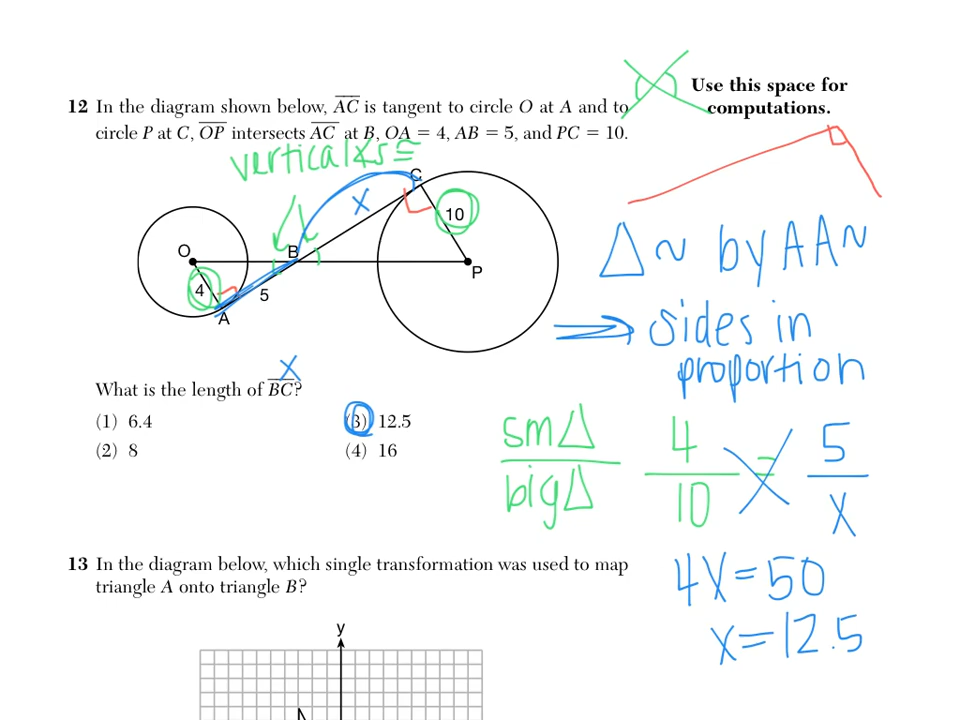 12 In the diagram shown below, AC is tangent to circle O at A and to
circle P at C, OP intersects AC at B, OA = 4, AB = 5, and PC = 10.
Use this space for
computations.
vertical ∡s ≅
C
X
10
O
B
P
4
5
A
△ ~ by AA~
⇒ sides in
proportion
X
What is the length of BC?
(1) 6.4
(3) 12.5
(2) 8
(4) 16
sm△ 4 = 5
big△ 10 x
4x=50
x=12.5
13 In the diagram below, which single transformation was used to map
triangle A onto triangle B?
y